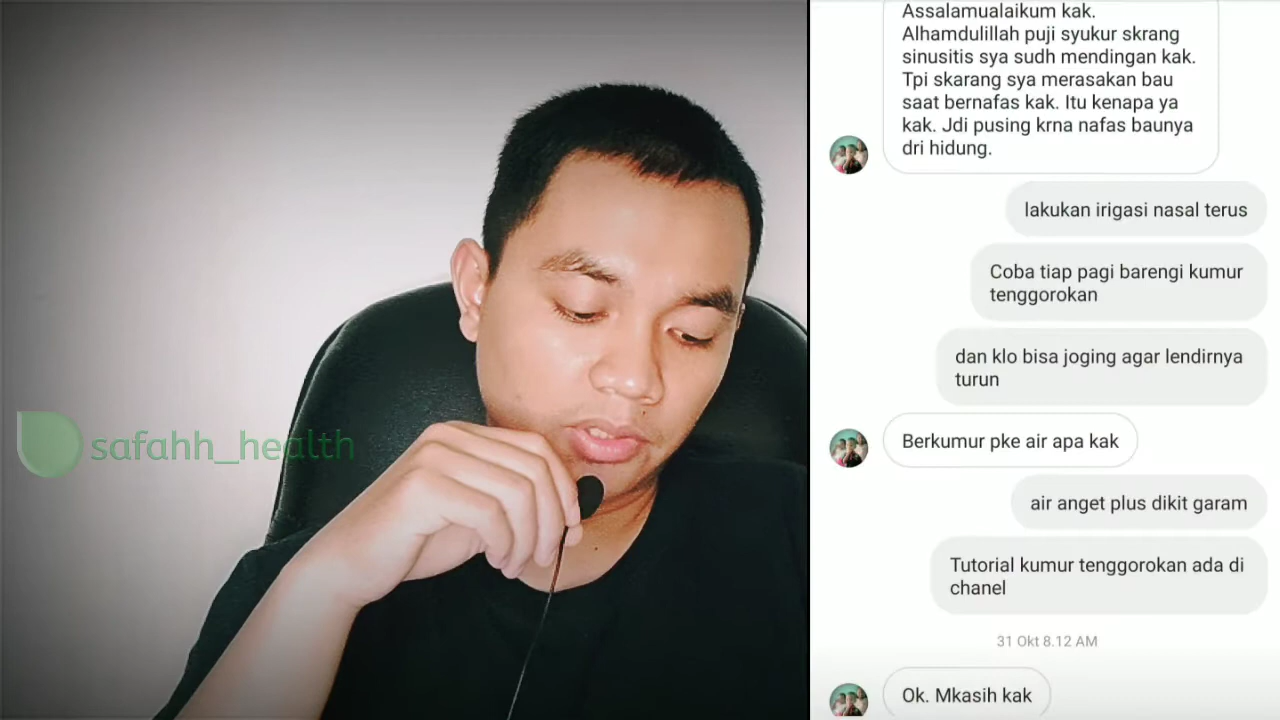 safahh_health
Assalamualaikum kak.
Alhamdulillah puji syukur skrang
sinusitis sya sudh mendingan kak.
Tpi skarang sya merasakan bau
saat bernafas kak. Itu kenapa ya
kak. Jdi pusing krna nafas baunya
dri hidung.
lakukan irigasi nasal terus
Coba tiap pagi barengi kumur
tenggorokan
dan klo bisa joging agar lendirnya
turun
Berkumur pke air apa kak
air anget plus dikit garam
Tutorial kumur tenggorokan ada di
chanel
31 Okt 8.12 AM
Ok. Mkasih kak